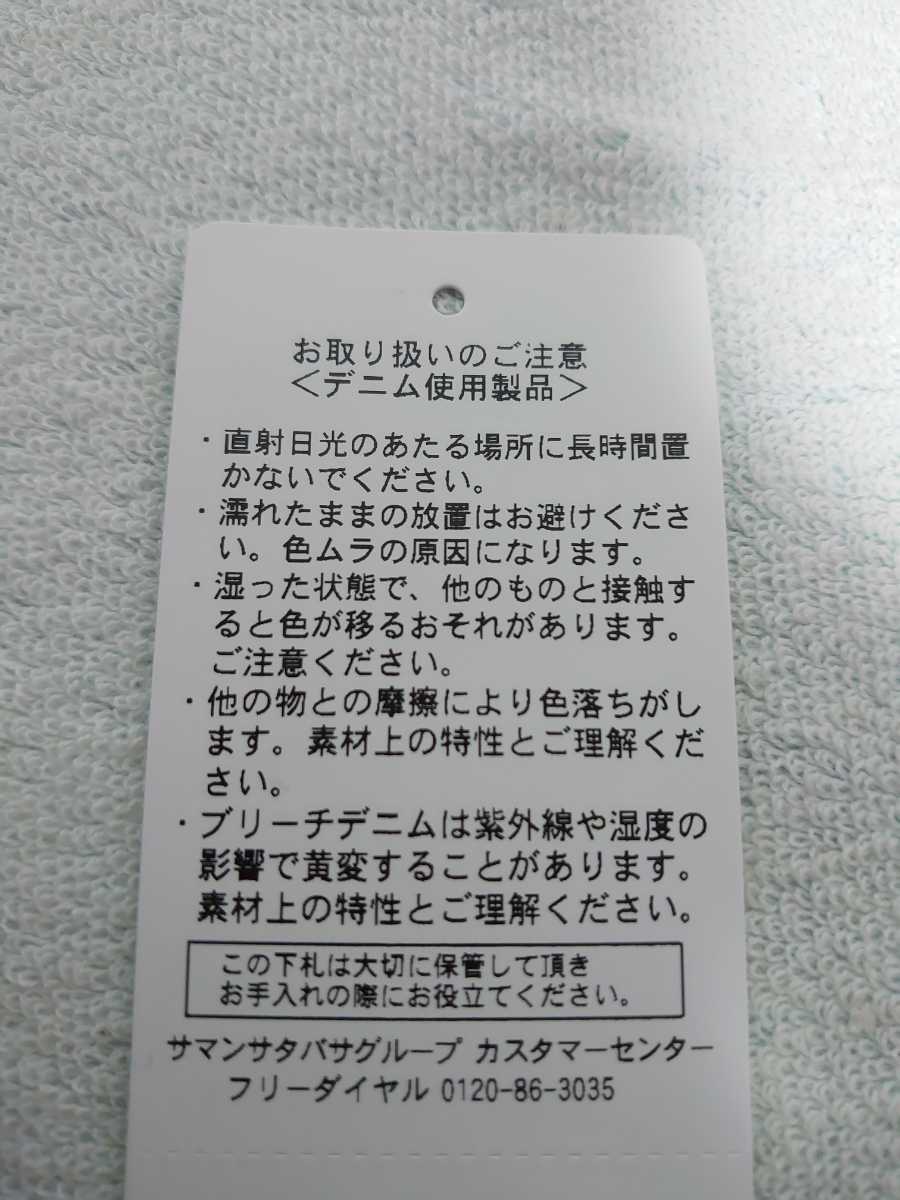 お取り扱いのご注意
＜デニム使用製品＞
・直射日光のあたる場所に長時間置
かないでください。
・濡れたままの放置はお避けくださ
い。色ムラの原因になります。
・湿った状態で、他のものと接触す
ると色が移るおそれがあります。
ご注意ください。
・他の物との摩擦により色落ちがし
ます。素材上の特性とご理解くだ
さい。
・ブリーチデニムは紫外線や湿度の
影響で黄変することがあります。
素材上の特性とご理解ください。
この下札は大切に保管して頂き
お手入れの際にお役立てください。
サマンサタバサグループ カスタマーセンター
フリーダイヤル 0120-86-3035